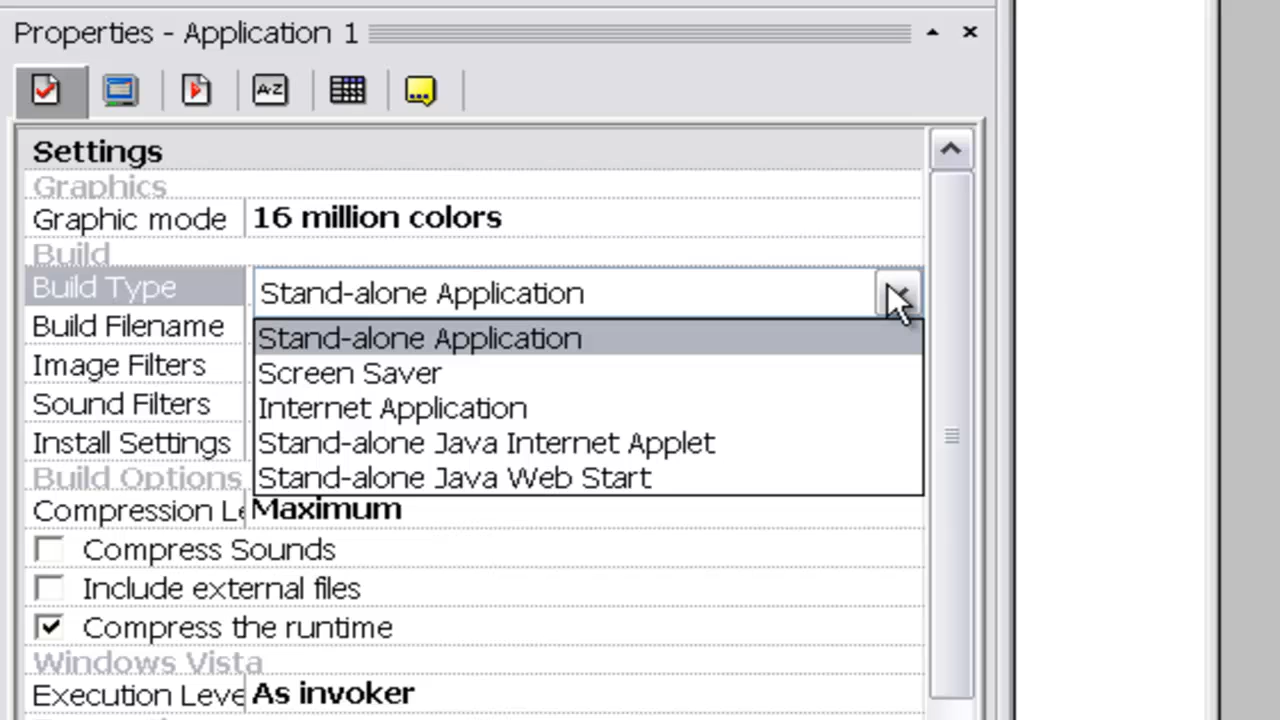 Properties - Application 1
A-Z
Settings
Graphics
Graphic mode 16 million colors
Build
Build Type Stand-alone Application
Build Filename Stand-alone Application
Image Filters Screen Saver
Sound Filters Internet Application
Install Settings Stand-alone Java Internet Applet
Build Options Stand-alone Java Web Start
Compression Le Maximum
Compress Sounds
Include external files
Compress the runtime
Windows Vista
Execution Leve As invoker